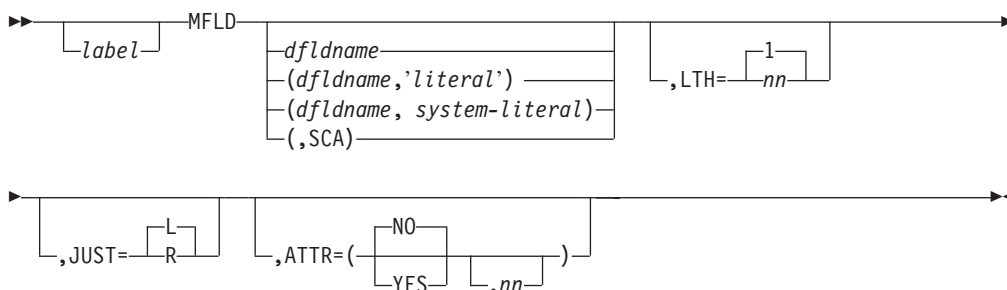 MFLD
label
dfldname
(dfldname,'literal')
(dfldname, system-literal)
(,SCA)
,LTH=
1
nn
,JUST=
L
R
,ATTR=(
NO
YES
,nn
)